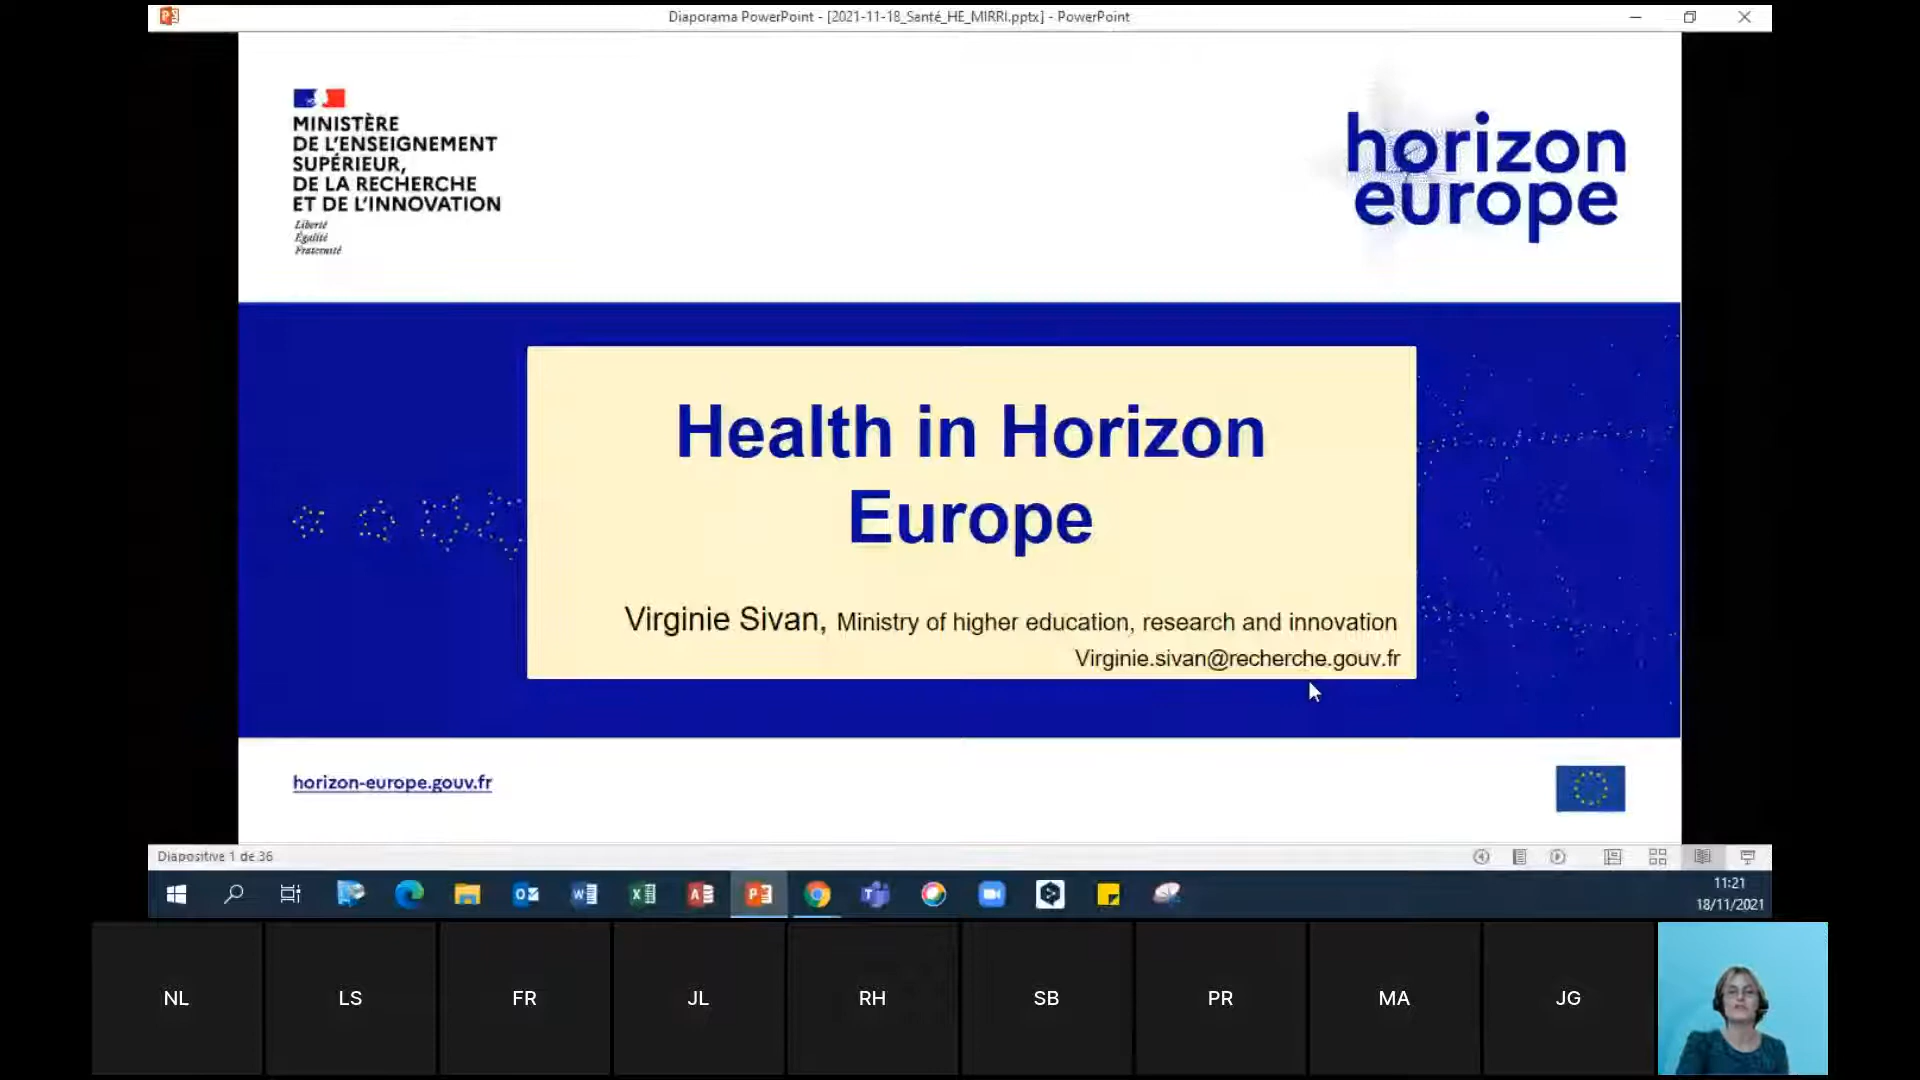 Diaporama PowerPoint - [2021-11-18_Santé_HE_MIRRI.pptx] - PowerPoint
MINISTÈRE
DE L'ENSEIGNEMENT
SUPÉRIEUR,
DE LA RECHERCHE
ET DE L'INNOVATION
Liberté
Égalité
Fraternité
horizon
europe
Health in Horizon
Europe
Virginie Sivan, Ministry of higher education, research and innovation
Virginie.sivan@recherche.gouv.fr
horizon-europe.gouv.fr
Diapositive 1 de 36
11:21
18/11/2021
NL
LS
FR
JL
RH
SB
PR
MA
JG